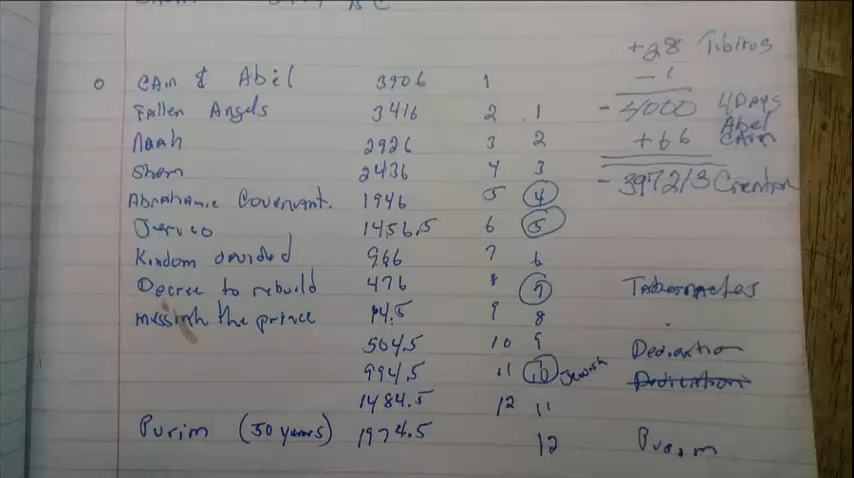 +28 Tibirus
- 1
0 CAin & Abel 3906 1
- 4000 4 DAys
Fallen Angels 3416 2 1
Abel
CAin
+66
Noah 2926 3 2
Shem 2436 4 3
- 3972/3 Creation
Abrahamic Covenant. 1946 5 4
Jerico 1456.5 6 5
Kindom devided 966 7 6
Decree to rebuild 476 8 7 Tabernacles
messiah the prince 14.5 9 8
504.5 10 9 Dedication
994.5 11 10 Jewish Dedication
1484.5 12 11
Purim (50 years) 1974.5 12 Purim